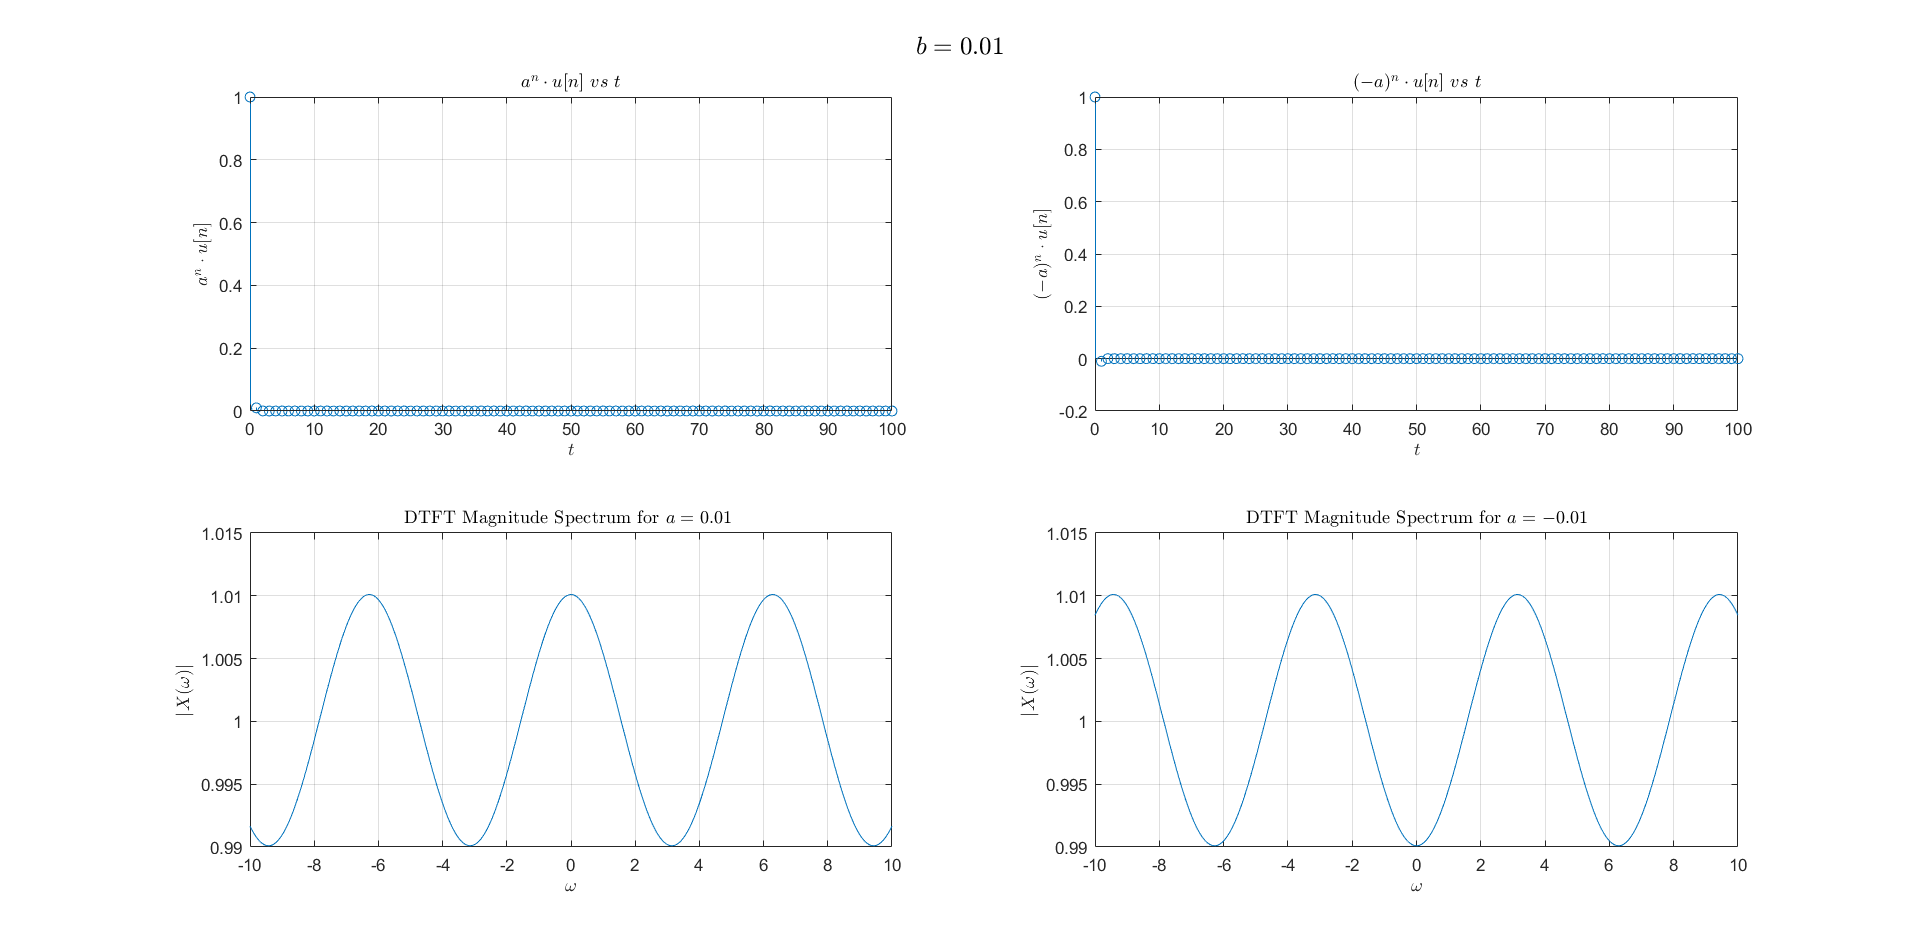 b = 0.01
aⁿ · u[n] vs t
1
0.8
0.6
0.4
0.2
0
aⁿ · u[n]
0 10 20 30 40 50 60 70 80 90 100
t
(−a)ⁿ · u[n] vs t
1
0.8
0.6
0.4
0.2
0
-0.2
(−a)ⁿ · u[n]
0 10 20 30 40 50 60 70 80 90 100
t
DTFT Magnitude Spectrum for a = 0.01
1.015
1.01
1.005
1
0.995
0.99
|X(ω)|
-10 -8 -6 -4 -2 0 2 4 6 8 10
ω
DTFT Magnitude Spectrum for a = −0.01
1.015
1.01
1.005
1
0.995
0.99
|X(ω)|
-10 -8 -6 -4 -2 0 2 4 6 8 10
ω